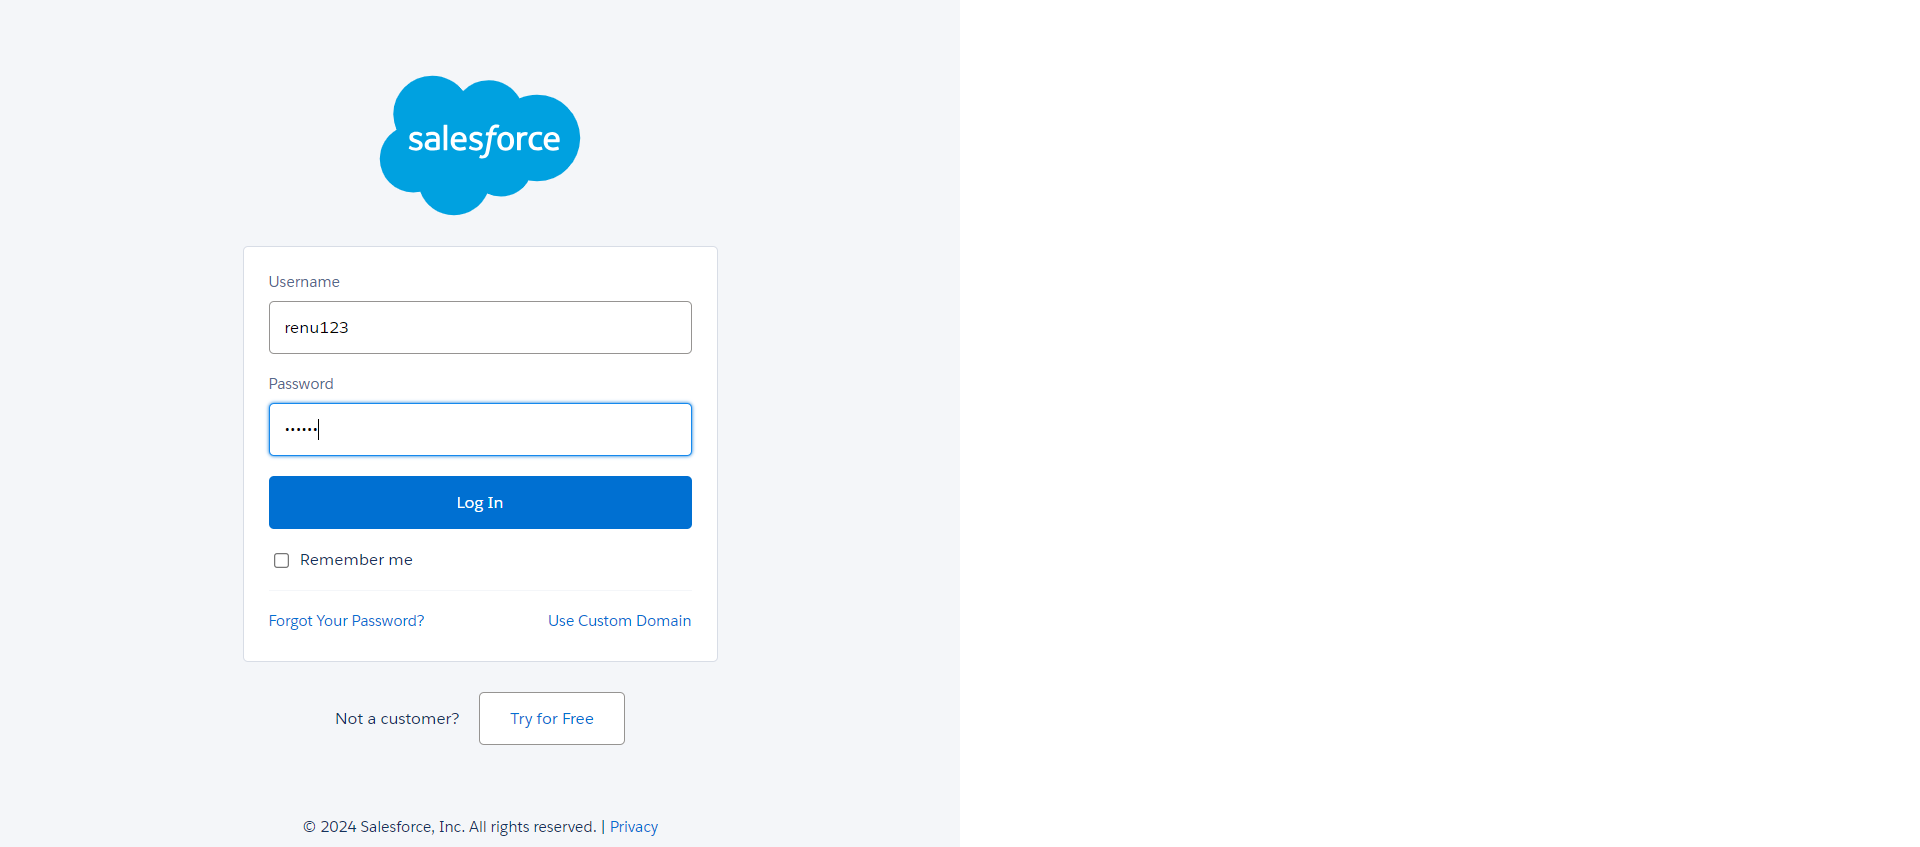 salesforce
Username
renu123
Password
••••••
Log In
Remember me
Forgot Your Password? Use Custom Domain
Not a customer? Try for Free
© 2024 Salesforce, Inc. All rights reserved. | Privacy